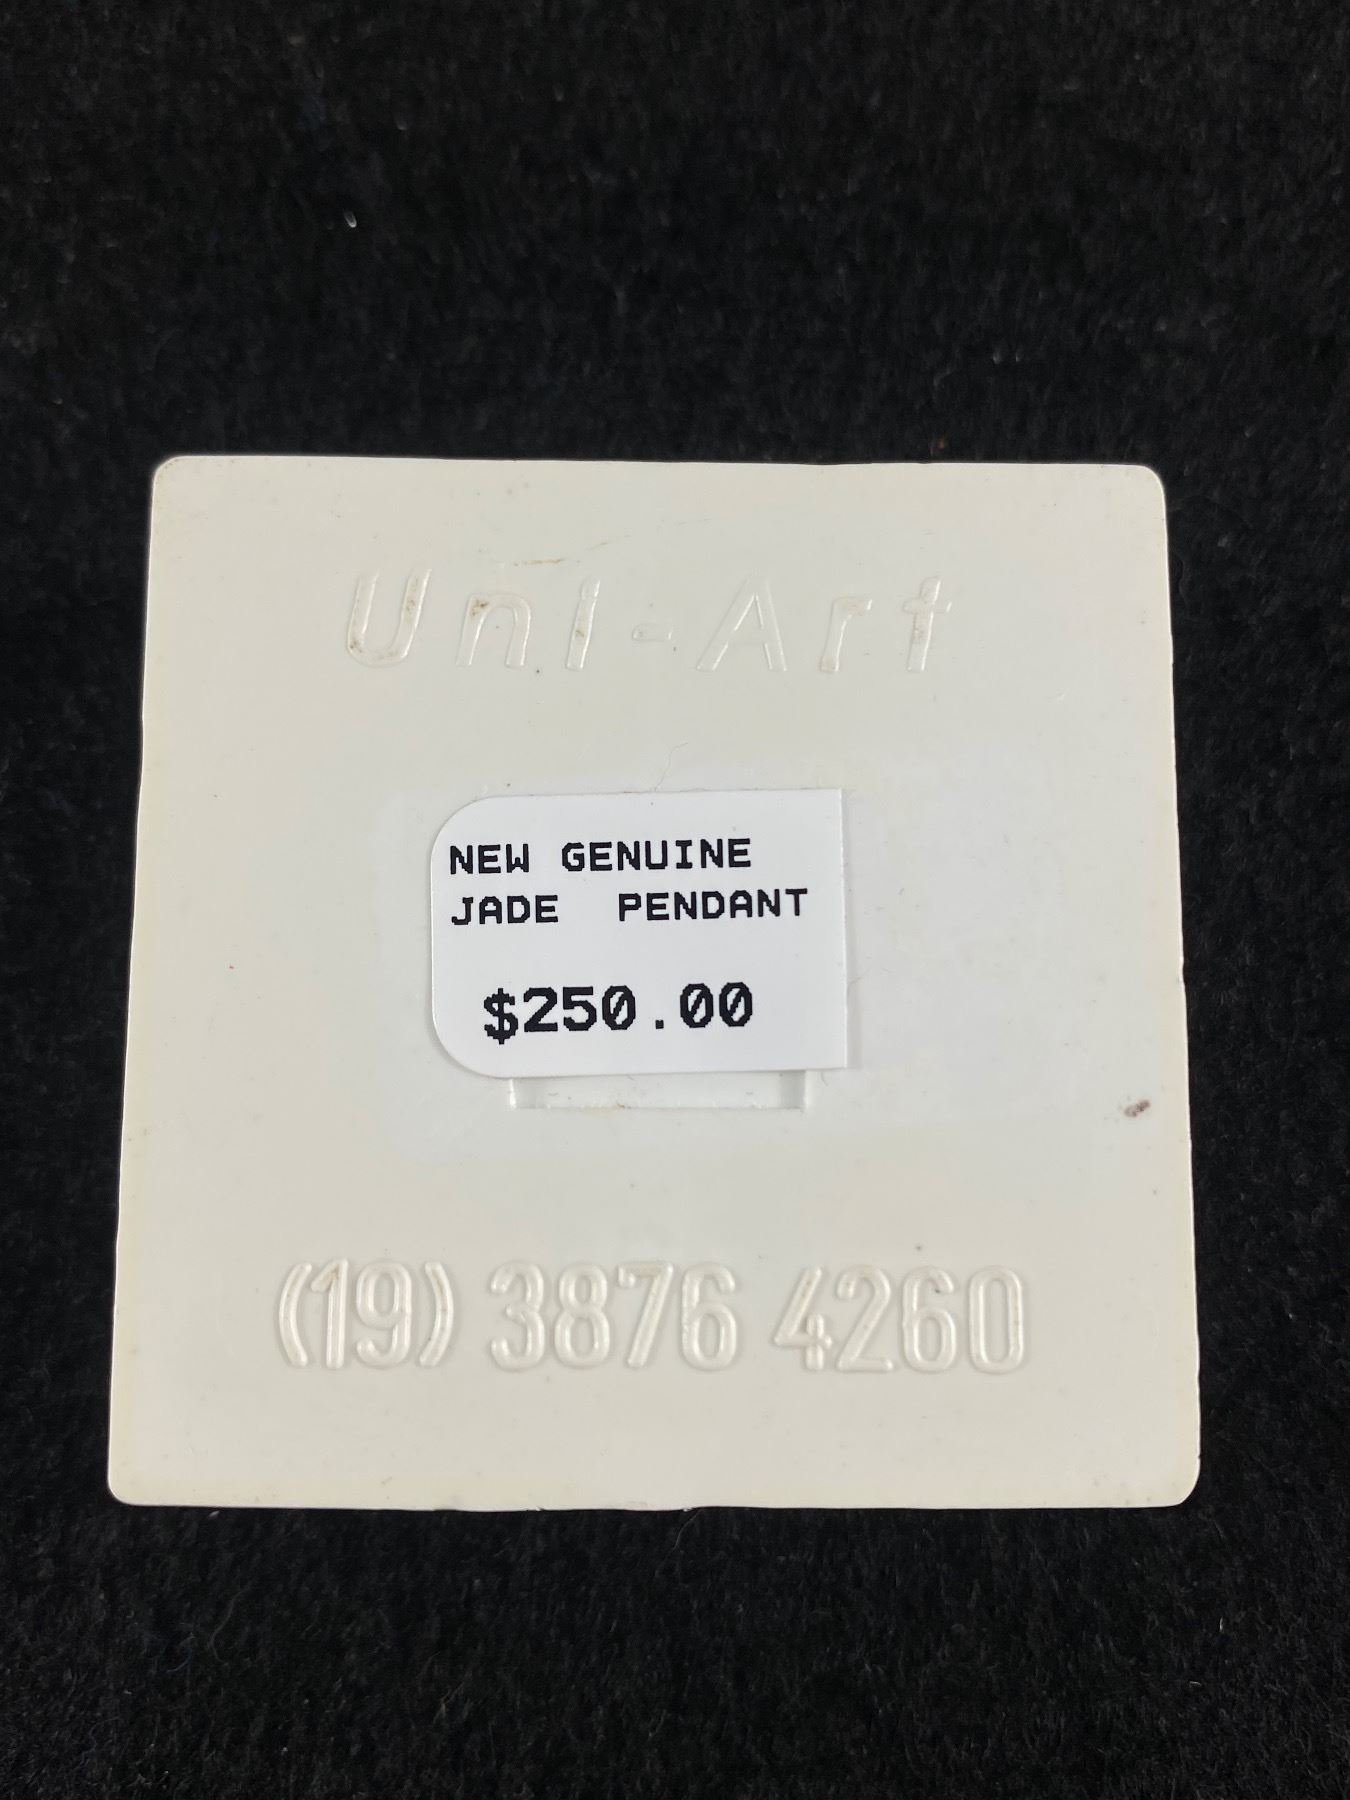 Uni-Art
NEW GENUINE
JADE PENDANT
$250.00
(19) 3876 4260